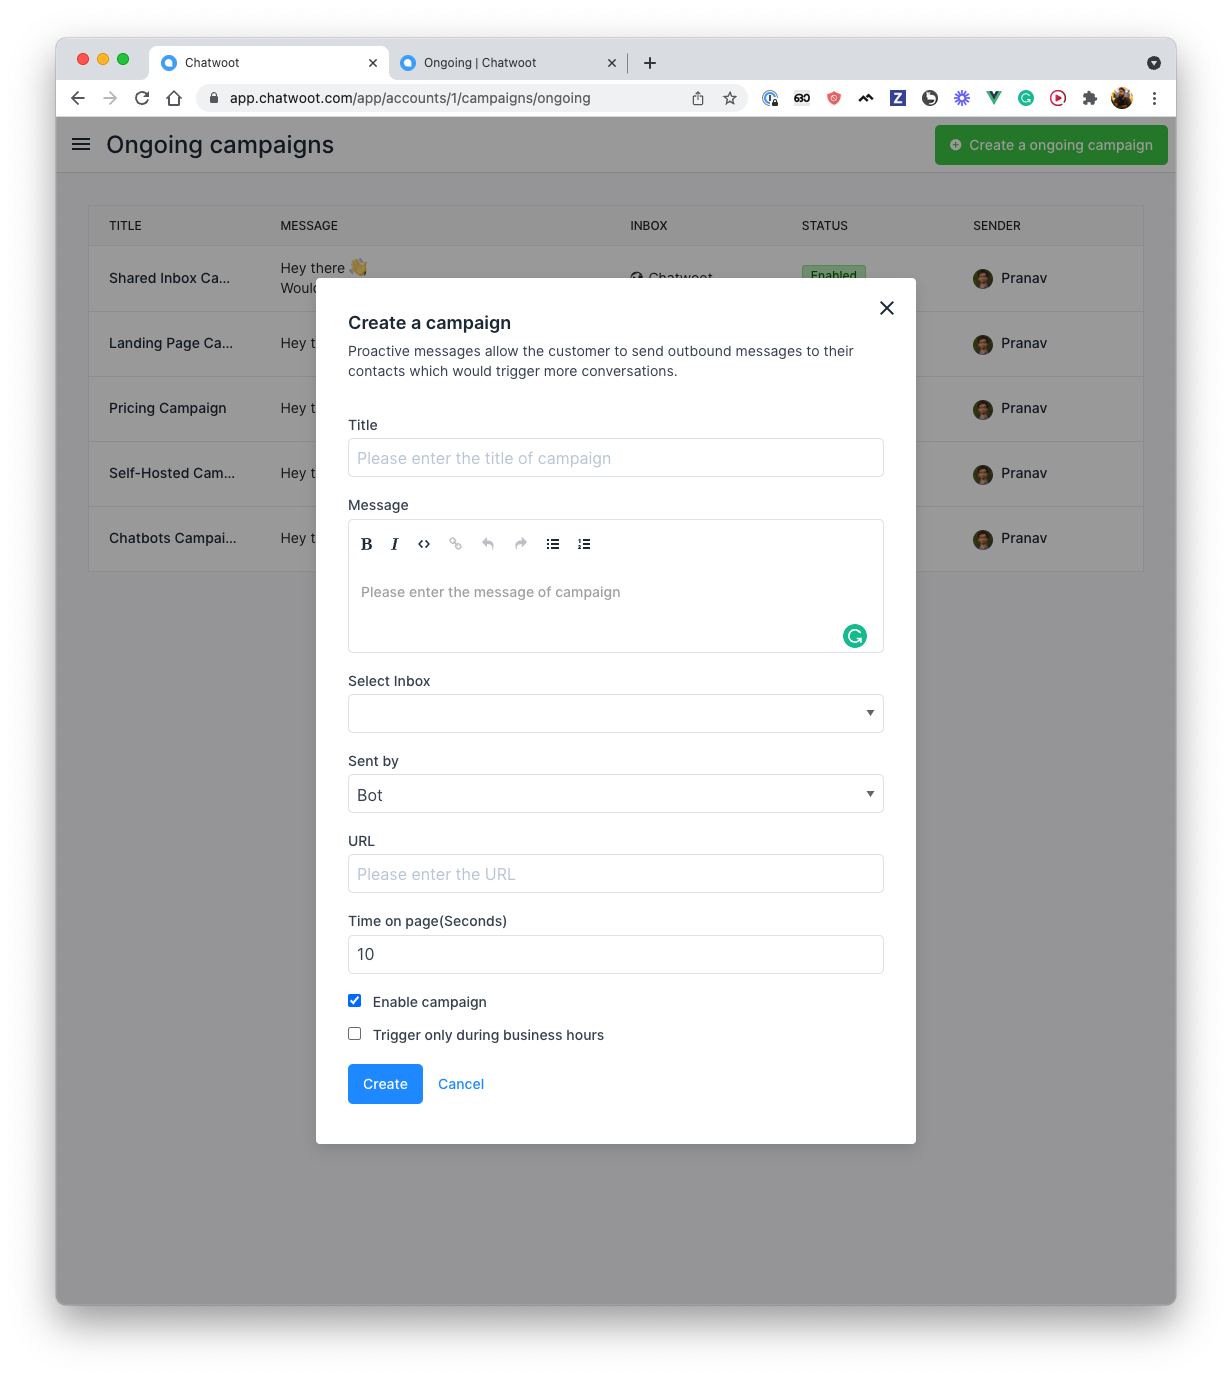 Chatwoot
Ongoing | Chatwoot
app.chatwoot.com/app/accounts/1/campaigns/ongoing
Ongoing campaigns
Create a ongoing campaign
TITLE MESSAGE INBOX STATUS SENDER
Shared Inbox Ca... Hey there 👋 Chatwoot Enabled Pranav
Landing Page Ca... Hey Pranav
Pricing Campaign Hey Pranav
Self-Hosted Cam... Hey Pranav
Chatbots Campai... Hey Pranav
Create a campaign
Proactive messages allow the customer to send outbound messages to their
contacts which would trigger more conversations.
Title
Please enter the title of campaign
Message
B I <>
Please enter the message of campaign
Select Inbox
Sent by
Bot
URL
Please enter the URL
Time on page(Seconds)
10
Enable campaign
Trigger only during business hours
Create Cancel